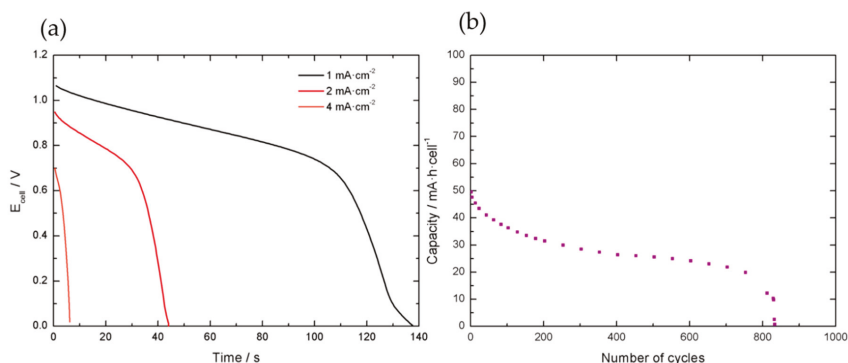 (a)
1.2
1.0
0.8
0.6
0.4
0.2
0.0
E cell / V
1 mA·cm⁻²
2 mA·cm⁻²
4 mA·cm⁻²
0 20 40 60 80 100 120 140
Time / s
(b)
100
90
80
70
60
50
40
30
20
10
0
Capacity / mA·h·cell⁻¹
0 200 400 600 800 1000
Number of cycles